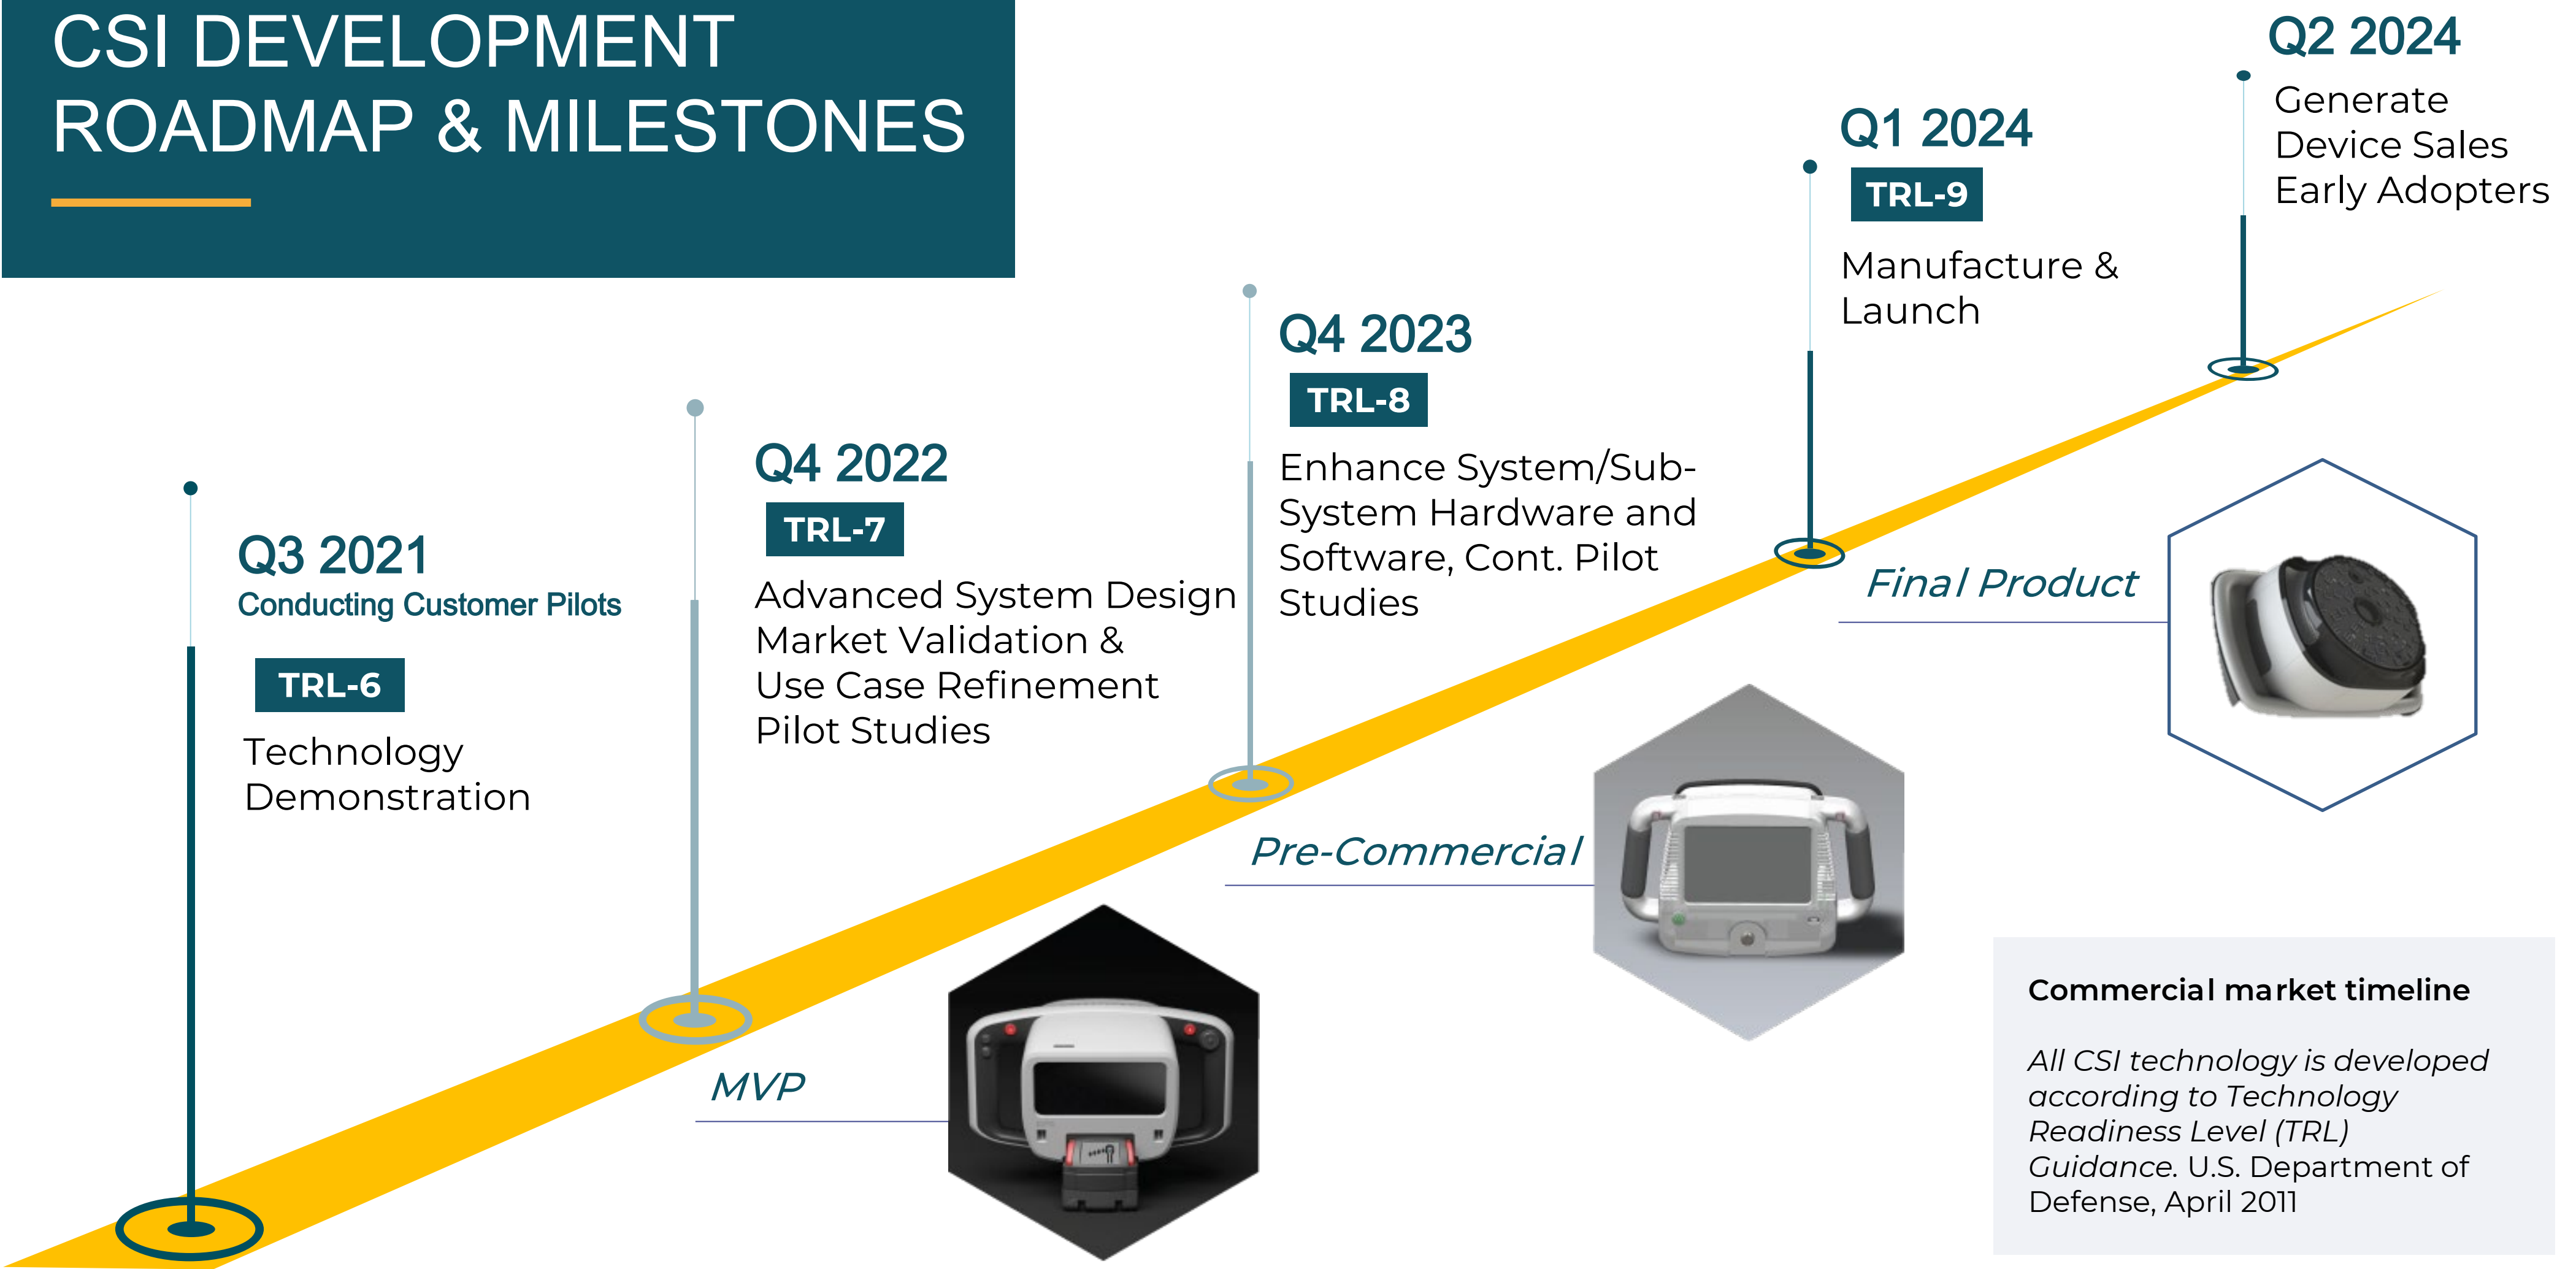 CSI DEVELOPMENT
ROADMAP & MILESTONES
Q3 2021
Conducting Customer Pilots
TRL-6
Technology
Demonstration
Q4 2022
TRL-7
Advanced System Design
Market Validation &
Use Case Refinement
Pilot Studies
Q4 2023
TRL-8
Enhance System/Sub-
System Hardware and
Software, Cont. Pilot
Studies
Q1 2024
TRL-9
Manufacture &
Launch
Q2 2024
Generate
Device Sales
Early Adopters
MVP
Pre-Commercial
Final Product
Commercial market timeline
All CSI technology is developed
according to Technology
Readiness Level (TRL)
Guidance. U.S. Department of
Defense, April 2011